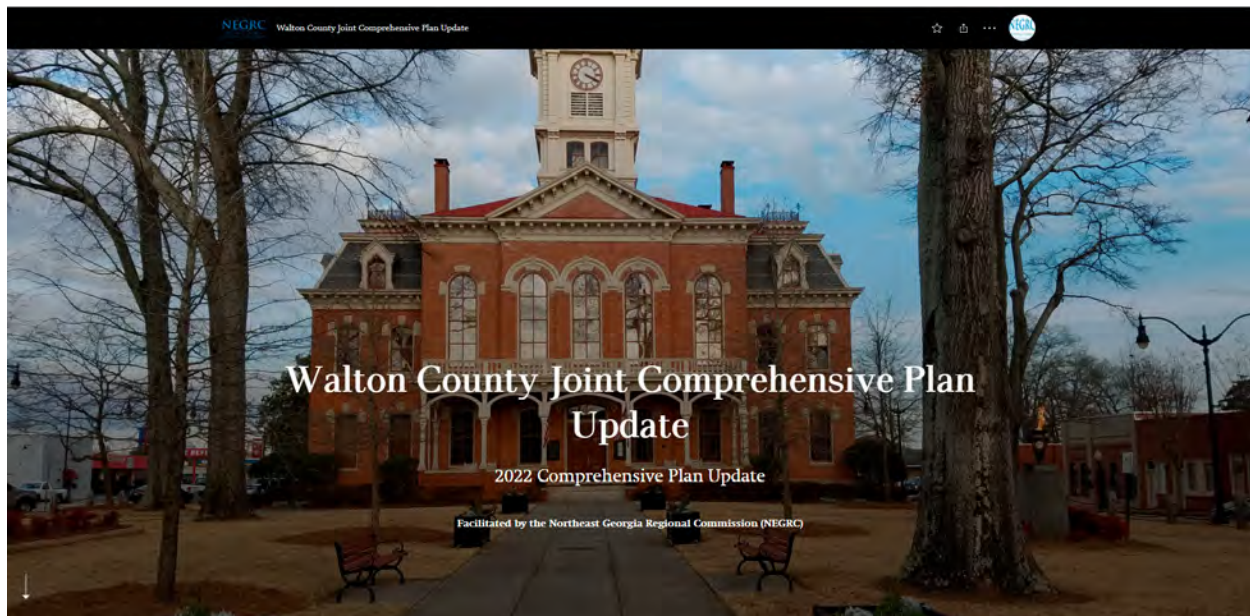 NEGRC
Walton County Joint Comprehensive Plan Update
NEGRC
Walton County Joint Comprehensive Plan
Update
2022 Comprehensive Plan Update
Facilitated by the Northeast Georgia Regional Commission (NEGRC)